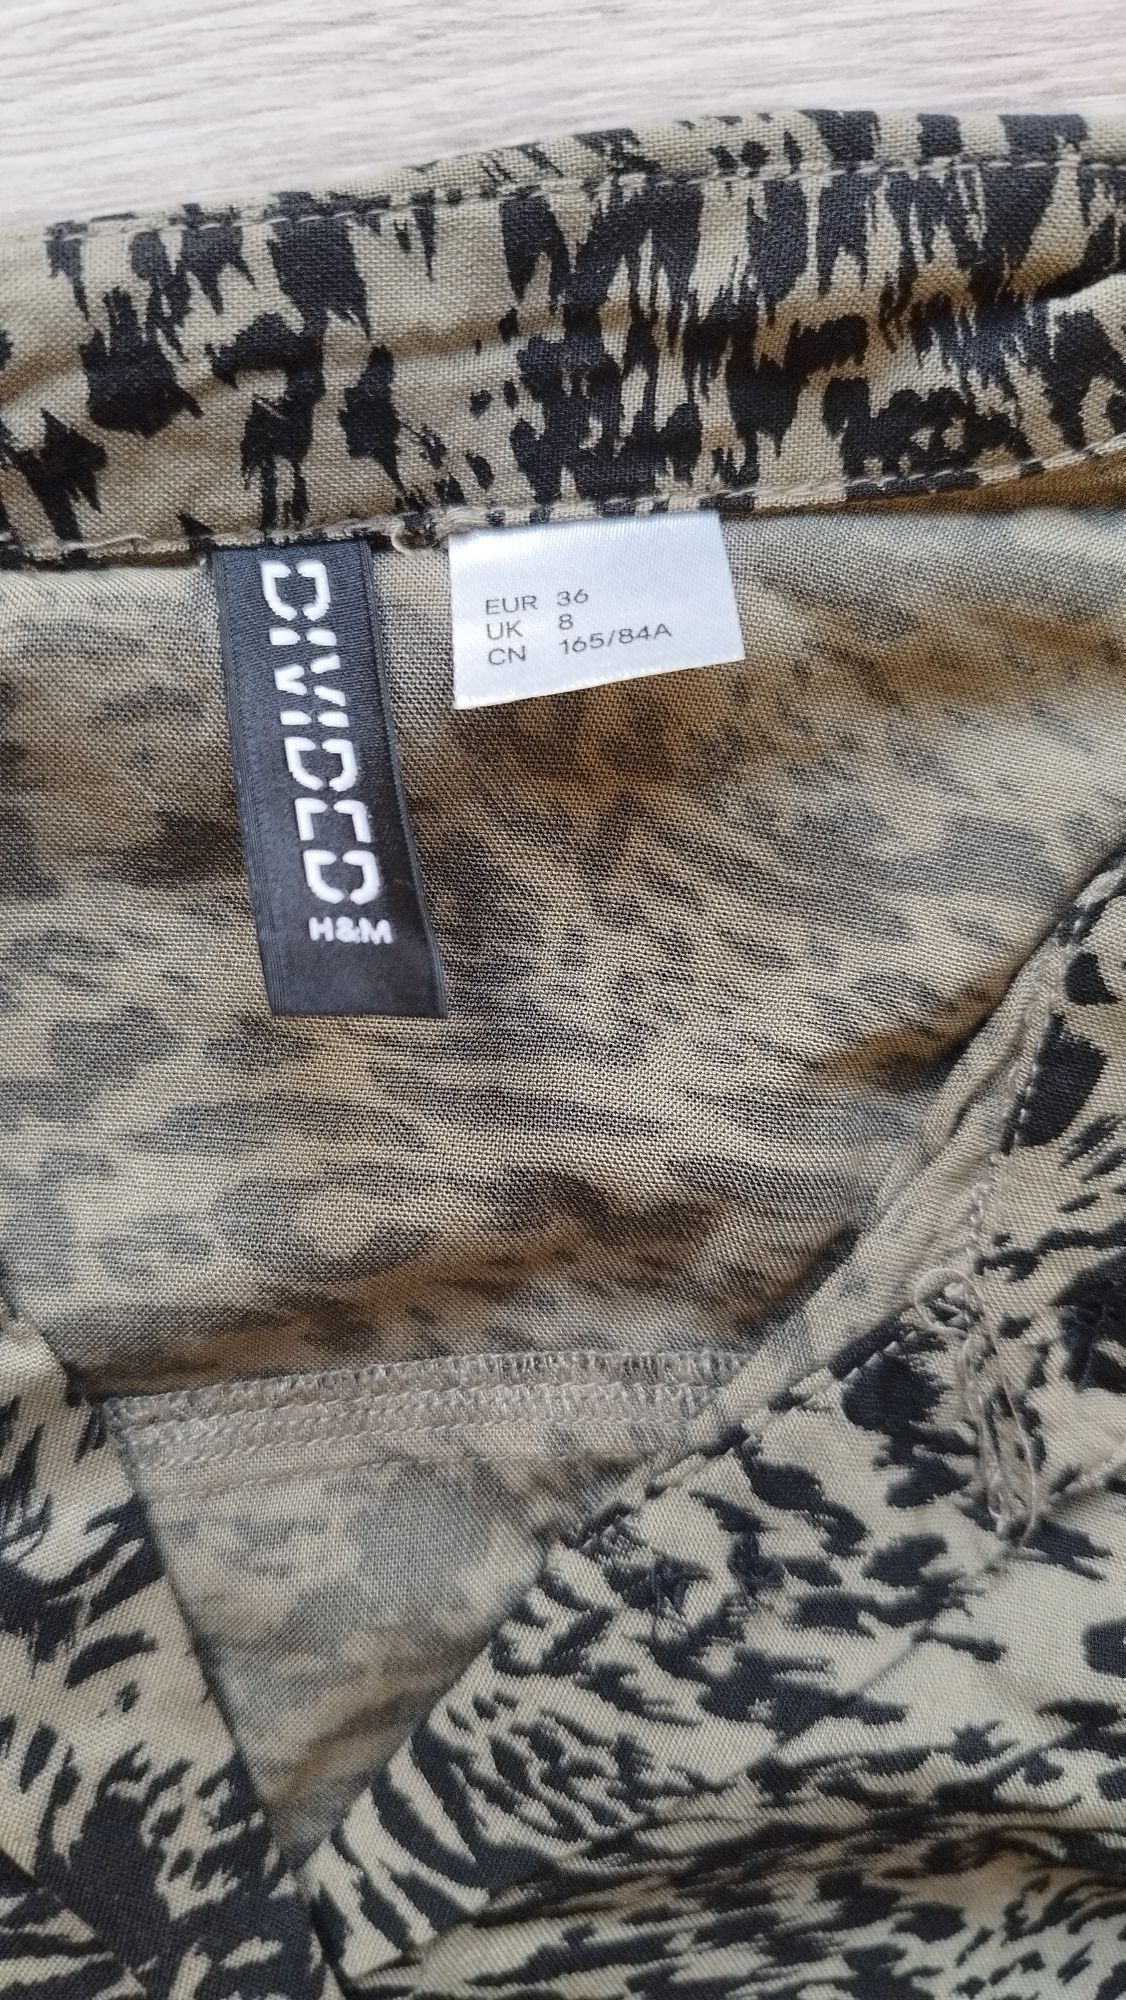 DIVIDED
H&M
EUR 36
UK 8
CN 165/84A